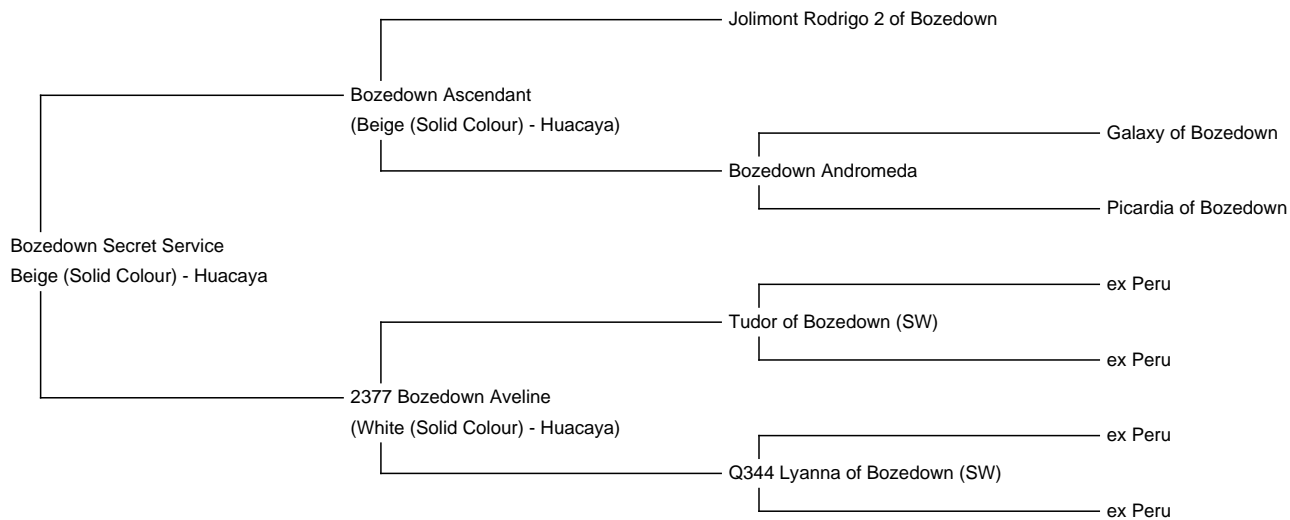 Jolimont Rodrigo 2 of Bozedown
Bozedown Ascendant
(Beige (Solid Colour) - Huacaya)
Galaxy of Bozedown
Bozedown Andromeda
Picardia of Bozedown
Bozedown Secret Service
Beige (Solid Colour) - Huacaya
ex Peru
Tudor of Bozedown (SW)
ex Peru
2377 Bozedown Aveline
(White (Solid Colour) - Huacaya)
ex Peru
Q344 Lyanna of Bozedown (SW)
ex Peru